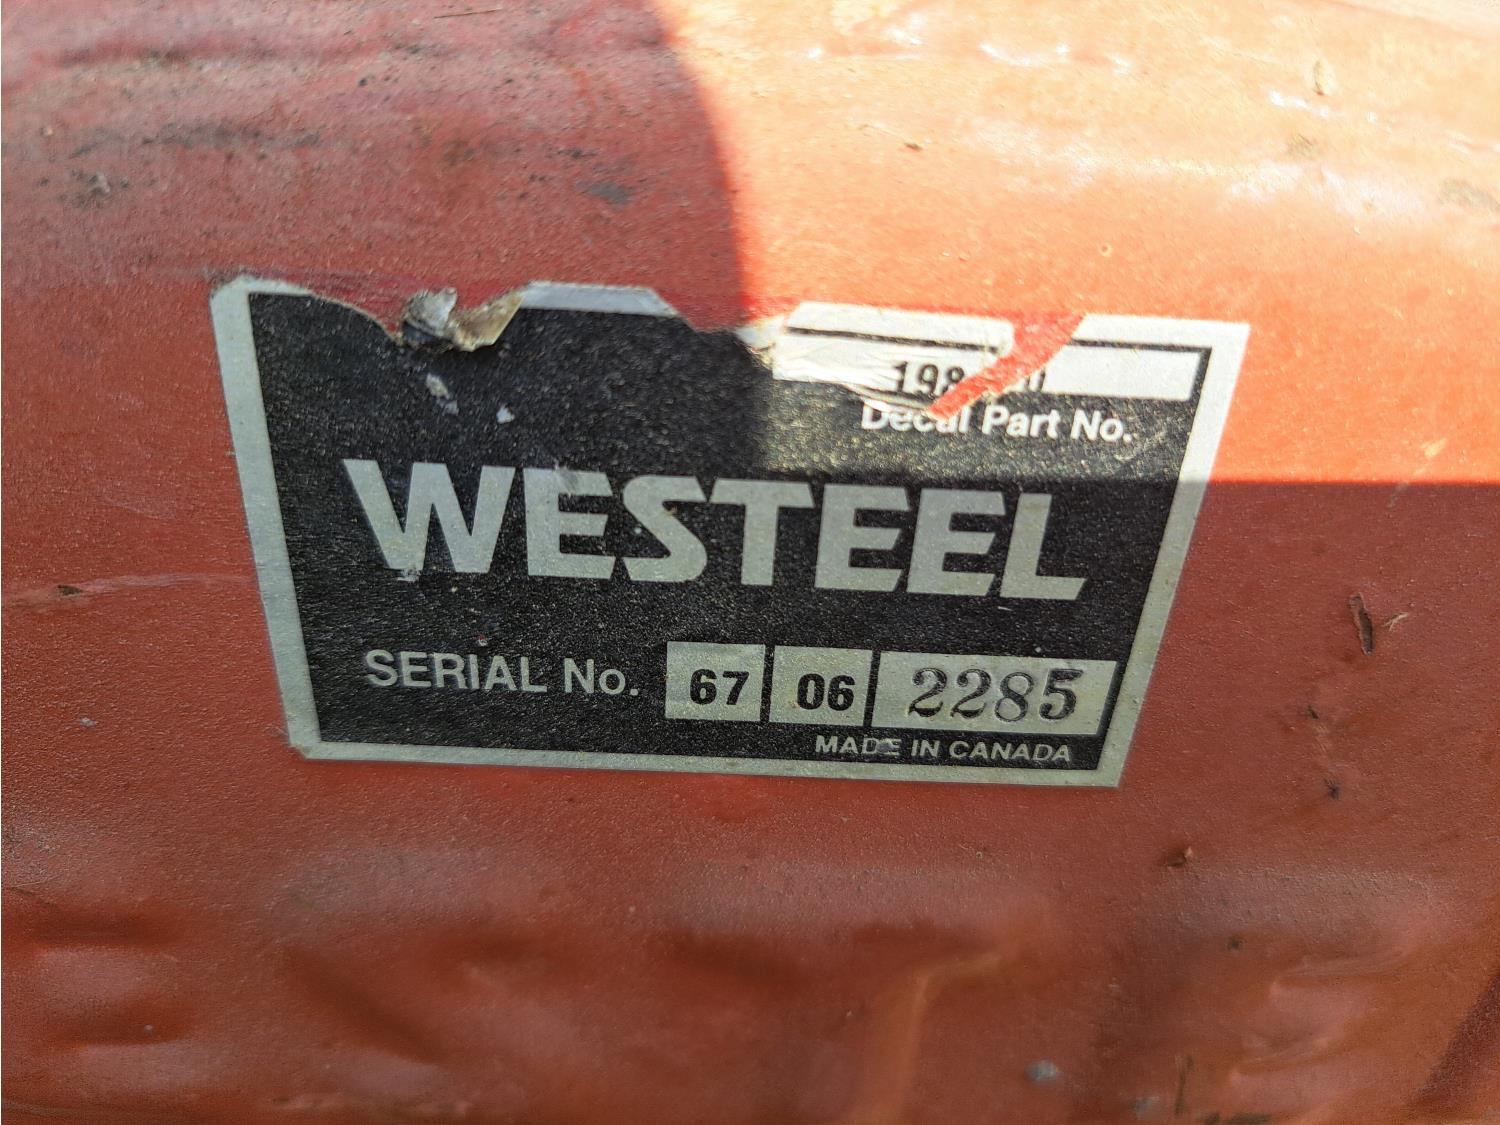 Decal Part No.
WESTEEL
SERIAL No. 67 06 2285
MADE IN CANADA